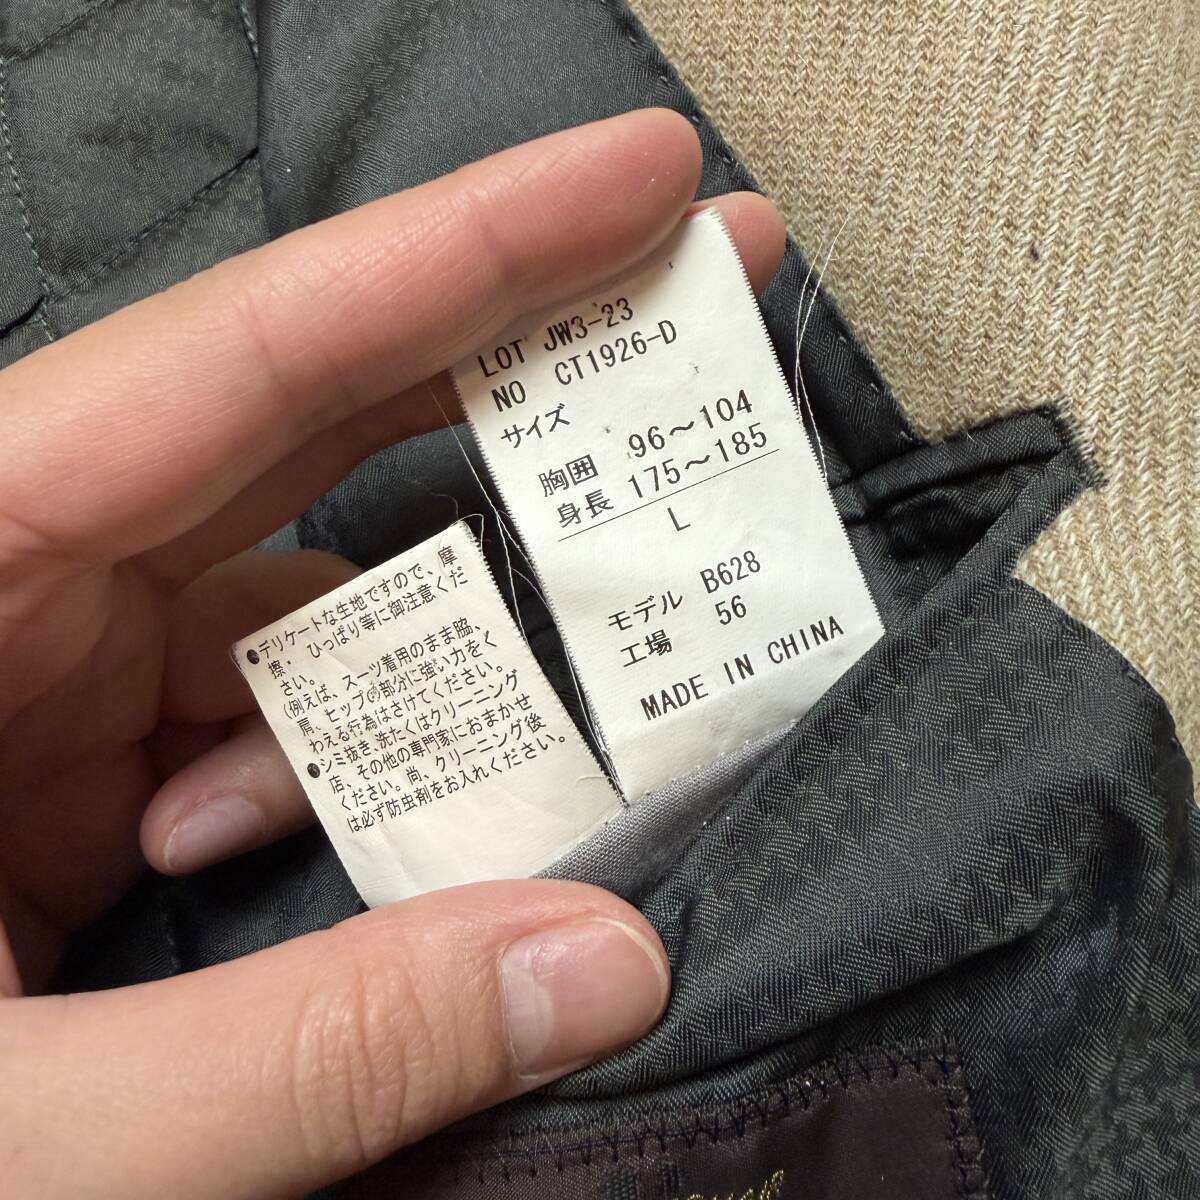 LOT JW3-23
NO CT1926-D
サイズ
胸囲 96～104
身長 175～185
L
モデル B628
工場 56
MADE IN CHINA
●デリケートな生地ですので、摩
擦・ひっぱり等に御注意くだ
さい。
(例えば、スーツ着用のまま脇、
肩、ヒップの部分に強い力をく
わえる行為はさけてください。
●シミ抜き、洗たくはクリーニング
店、その他の専門家におまかせ
ください。尚、クリーニング後
は必ず防虫剤をお入れください。